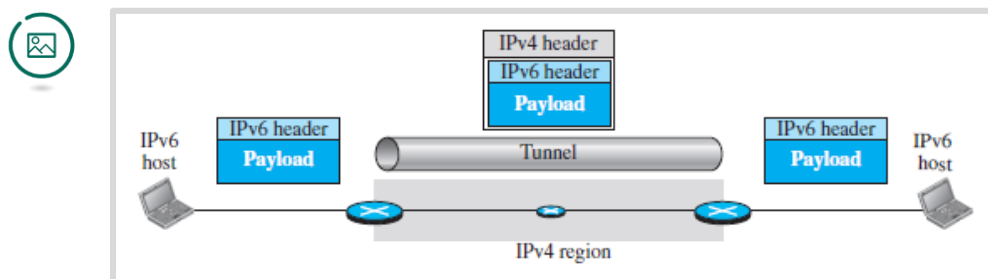 IPv4 header
IPv6 header
Payload
IPv6 header
Payload
IPv6
host
Tunnel
IPv6 header
Payload
IPv6
host
IPv4 region